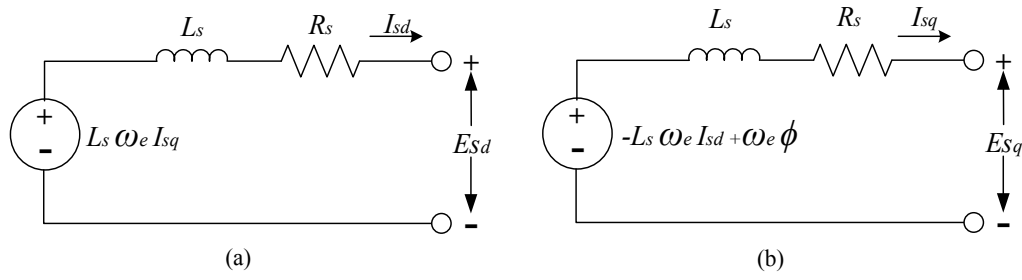 Ls Rs Isd
+ - Ls ωe Isq
+ Esd -
(a)
Ls Rs Isq
+ - -Ls ωe Isd +ωe ϕ
+ Esq -
(b)